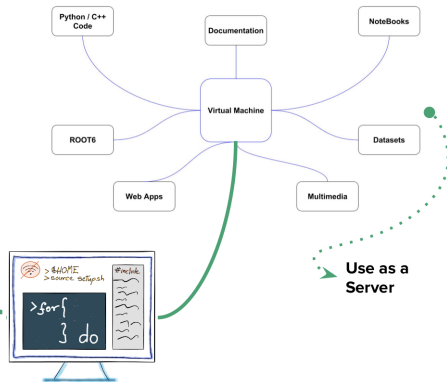 Python / C++
Code
Documentation
NoteBooks
Virtual Machine
ROOT6
Datasets
Web Apps
Multimedia
> $HOME
> source setup.sh
#include
>for{
} do
Use as a
Server